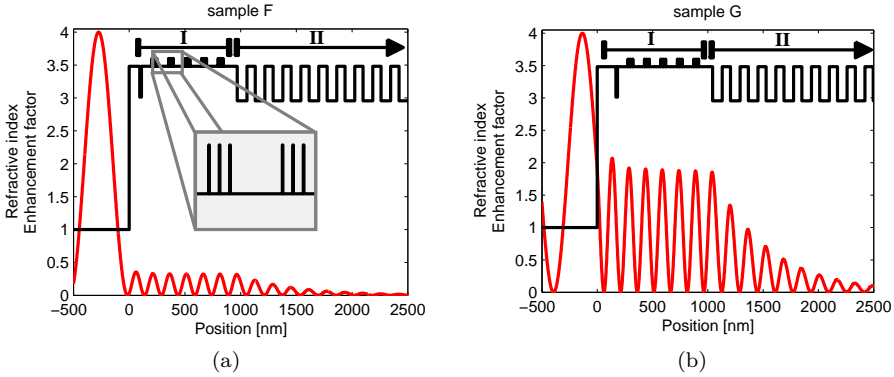 sample F
I
II
Refractive index
Enhancement factor
4
3.5
3
2.5
2
1.5
1
0.5
0
−500 0 500 1000 1500 2000 2500
Position [nm]
(a)
sample G
I
II
Refractive index
Enhancement factor
4
3.5
3
2.5
2
1.5
1
0.5
0
−500 0 500 1000 1500 2000 2500
Position [nm]
(b)